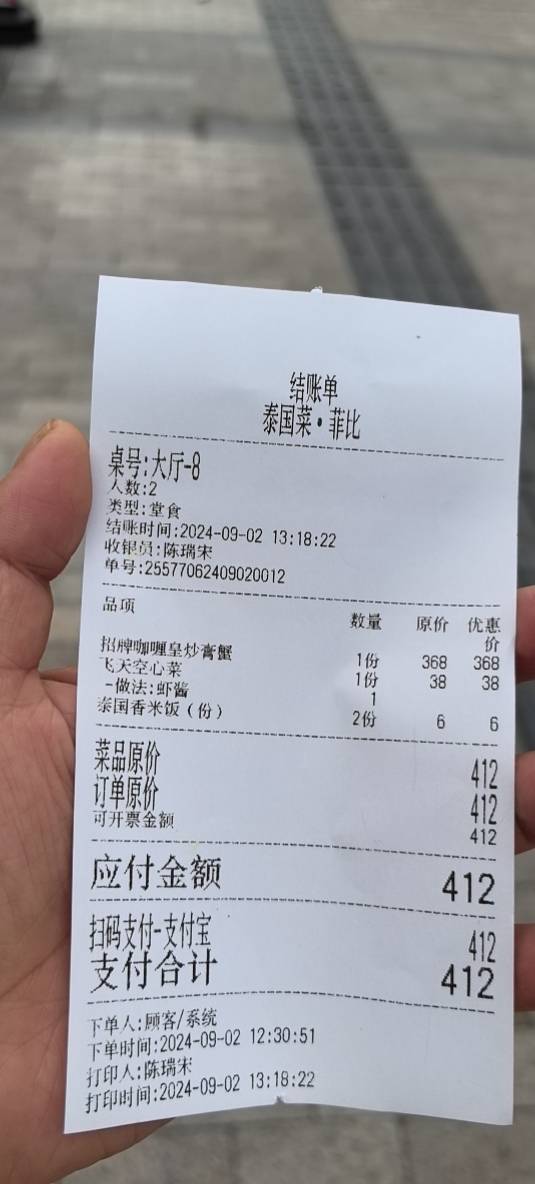 结账单
泰国菜·菲比
桌号:大厅-8
人数:2
类型:堂食
结账时间:2024-09-02 13:18:22
收银员:陈瑞宋
单号:25577062409020012
品项 数量 原价 优惠价
招牌咖喱皇炒膏蟹 1份 368 368
飞天空心菜 1份 38 38
-做法:虾酱 1
泰国香米饭（份） 2份 6 6
菜品原价 412
订单原价 412
可开票金额 412
应付金额 412
扫码支付-支付宝 412
支付合计 412
下单人:顾客/系统
下单时间:2024-09-02 12:30:51
打印人:陈瑞宋
打印时间:2024-09-02 13:18:22